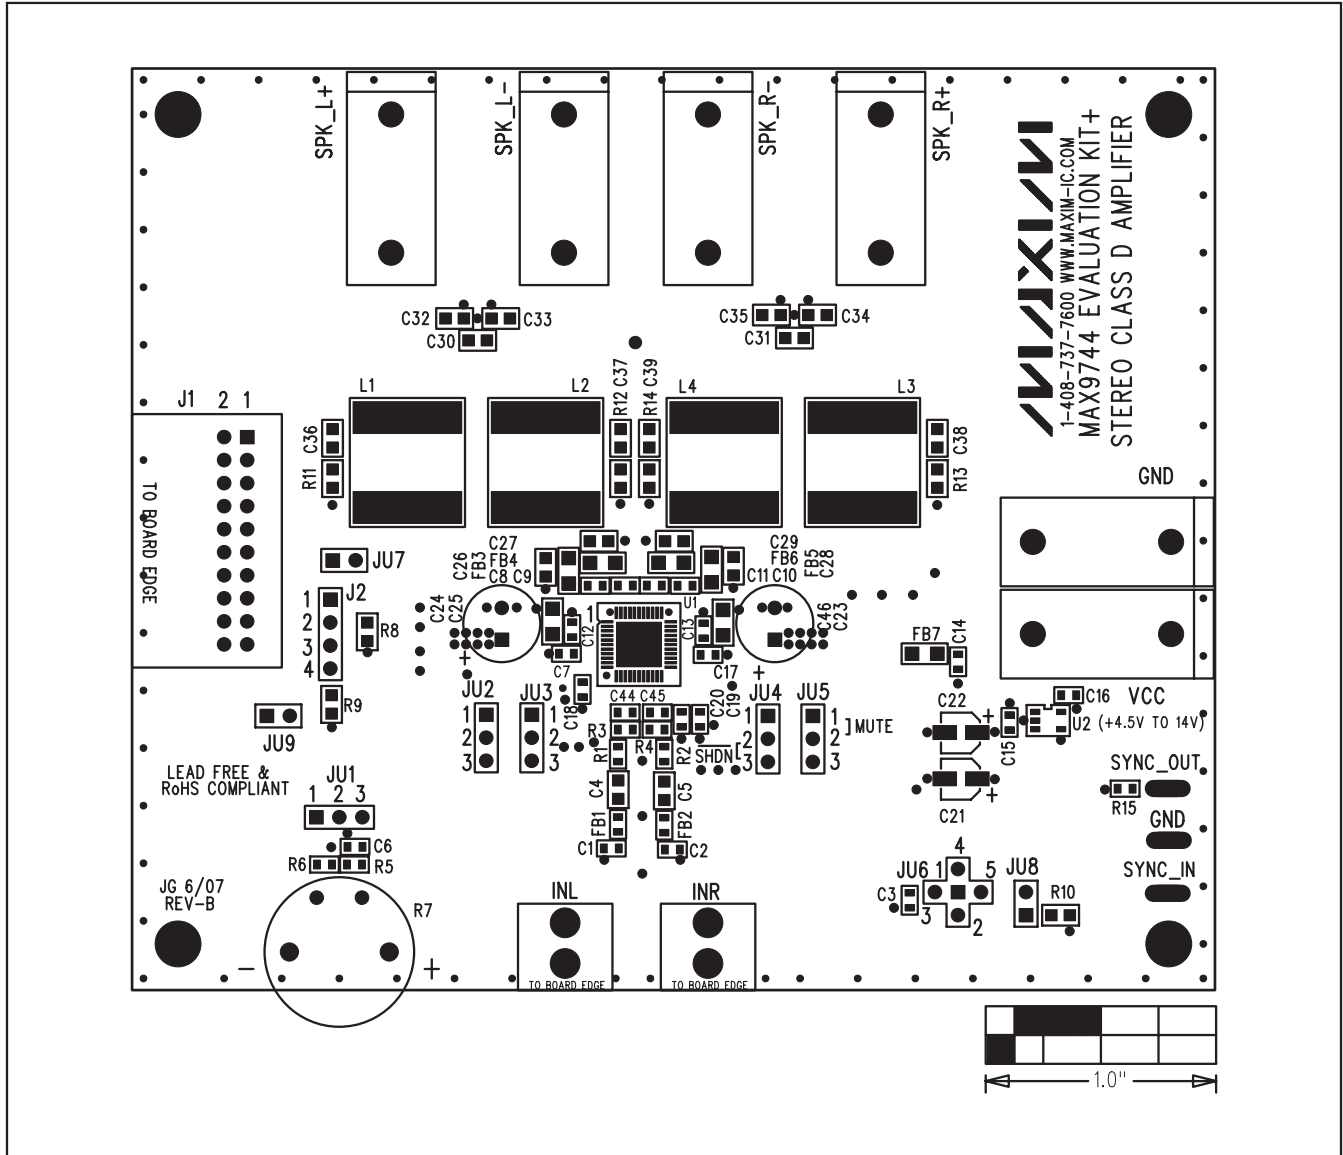 SPK_L+
SPK_L-
SPK_R-
SPK_R+
MAXIM
1-408-737-7600 WWW.MAXIM-IC.COM
MAX9744 EVALUATION KIT+
STEREO CLASS D AMPLIFIER
C32
C33
C30
C35
C34
C31
J1
2 1
L1
L2
R12 C37
R14 C39
L4
L3
C36
R11
C38
R13
GND
TO BOARD EDGE
JU7
C26
FB3
C27
FB4
C8 C9
C29
FB6
C11 C10
FB5
C28
J2
1
2
3
4
R8
R9
JU9
C24
C25
+
1
C12
C7
U1
C13
C17
C46
C23
+
FB7
C14
VCC
(+4.5V TO 14V)
C16
U2
C15
C22
+
C21
+
JU2
1
2
3
JU3
1
2
3
C18
C44 C45
R3
R4
R1
R2
C20
C19
SHDN[
JU4
1
2
3
JU5
1
2
3
]MUTE
SYNC_OUT
R15
GND
SYNC_IN
LEAD FREE &
RoHS COMPLIANT
JU1
1 2 3
C6
R6
R5
C4
C5
FB1
FB2
C1
C2
JG 6/07
REV-B
R7
-
+
INL
INR
TO BOARD EDGE
TO BOARD EDGE
C3
JU6
4
1
5
3
2
JU8
R10
1.0"